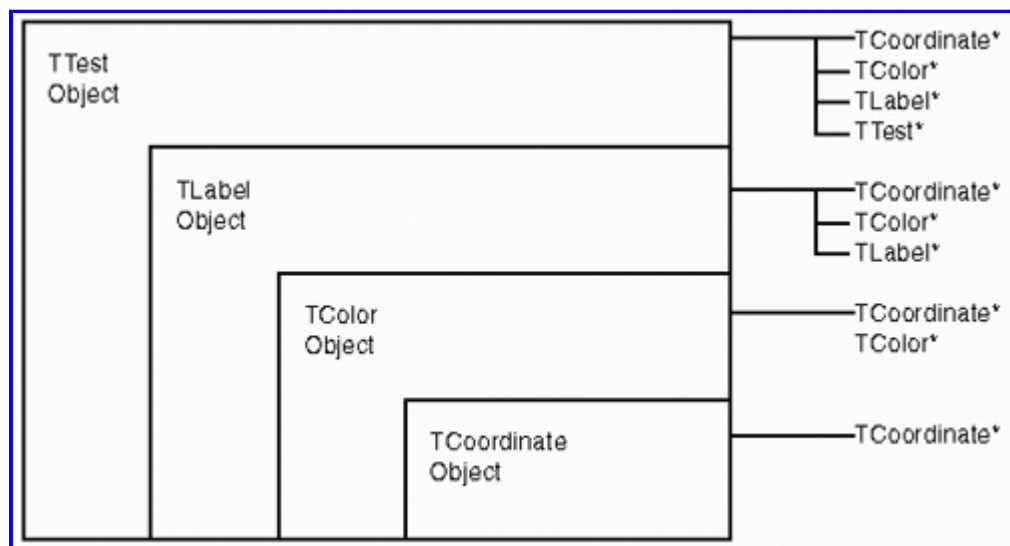 TTest
Object
TCoordinate*
TColor*
TLabel*
TTest*
TLabel
Object
TCoordinate*
TColor*
TLabel*
TColor
Object
TCoordinate*
TColor*
TCoordinate
Object
TCoordinate*